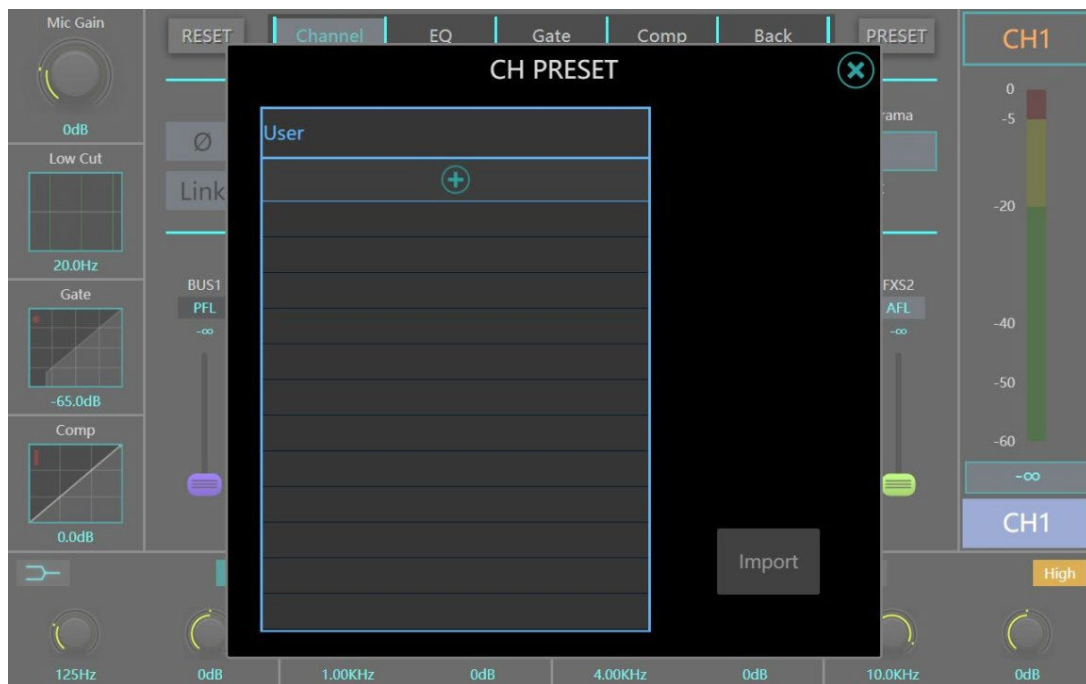 Mic Gain
RESET
Channel
EQ
Gate
Comp
Back
PRESET
CH1
CH PRESET
0dB
User
Ø
Link
Low Cut
20.0Hz
Gate
-65.0dB
Comp
0.0dB
BUS1
PFL
-∞
rama
FXS2
AFL
-∞
0
-5
-20
-40
-50
-60
-∞
CH1
Import
High
125Hz
0dB
1.00KHz
0dB
4.00KHz
0dB
10.0KHz
0dB